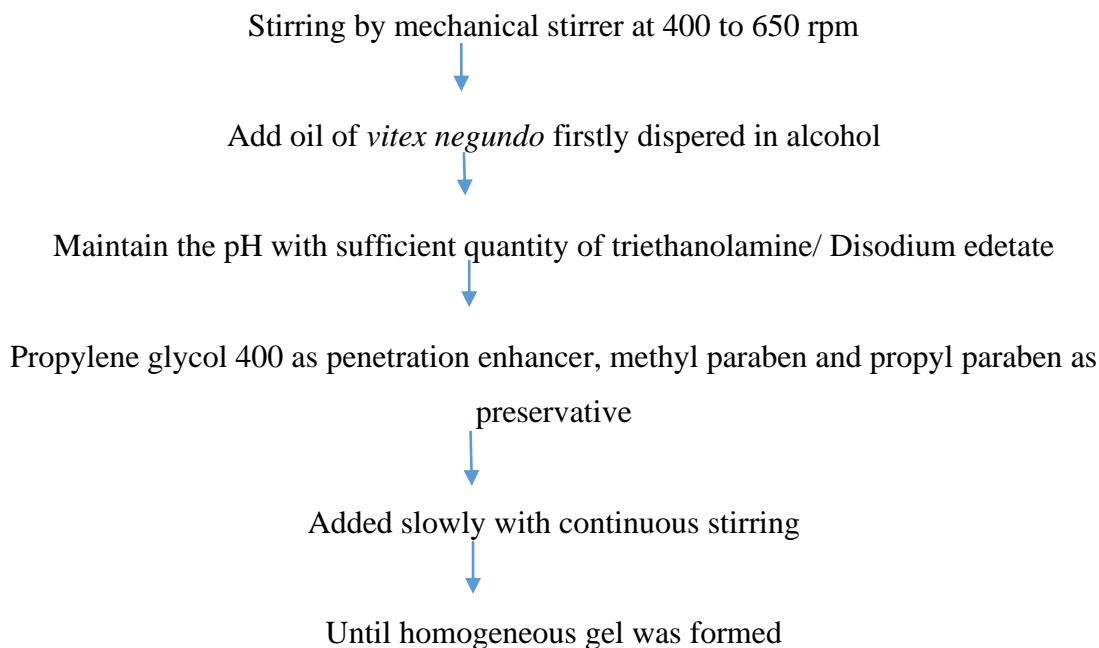 Stirring by mechanical stirrer at 400 to 650 rpm
Add oil of vitex negundo firstly dispered in alcohol
Maintain the pH with sufficient quantity of triethanolamine/ Disodium edetate
Propylene glycol 400 as penetration enhancer, methyl paraben and propyl paraben as
preservative
Added slowly with continuous stirring
Until homogeneous gel was formed